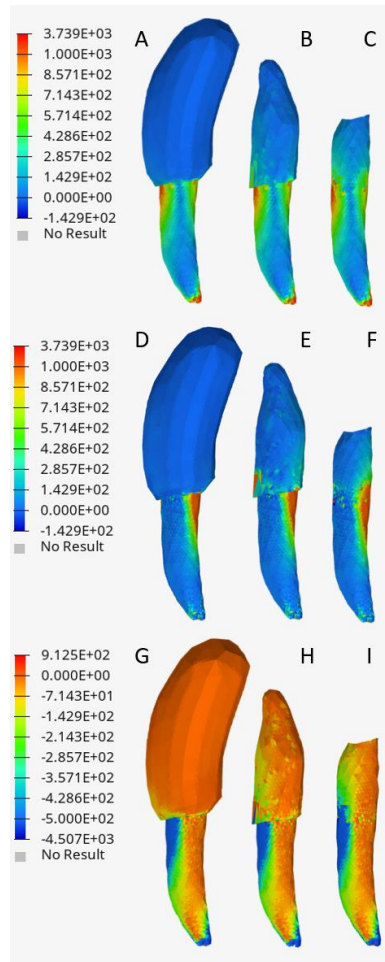 A B C
3.739E+03
1.000E+03
8.571E+02
7.143E+02
5.714E+02
4.286E+02
2.857E+02
1.429E+02
0.000E+00
-1.429E+02
No Result
D E F
3.739E+03
1.000E+03
8.571E+02
7.143E+02
5.714E+02
4.286E+02
2.857E+02
1.429E+02
0.000E+00
-1.429E+02
No Result
G H I
9.125E+02
0.000E+00
-7.143E+01
-1.429E+02
-2.143E+02
-2.857E+02
-3.571E+02
-4.286E+02
-5.000E+02
-4.507E+03
No Result